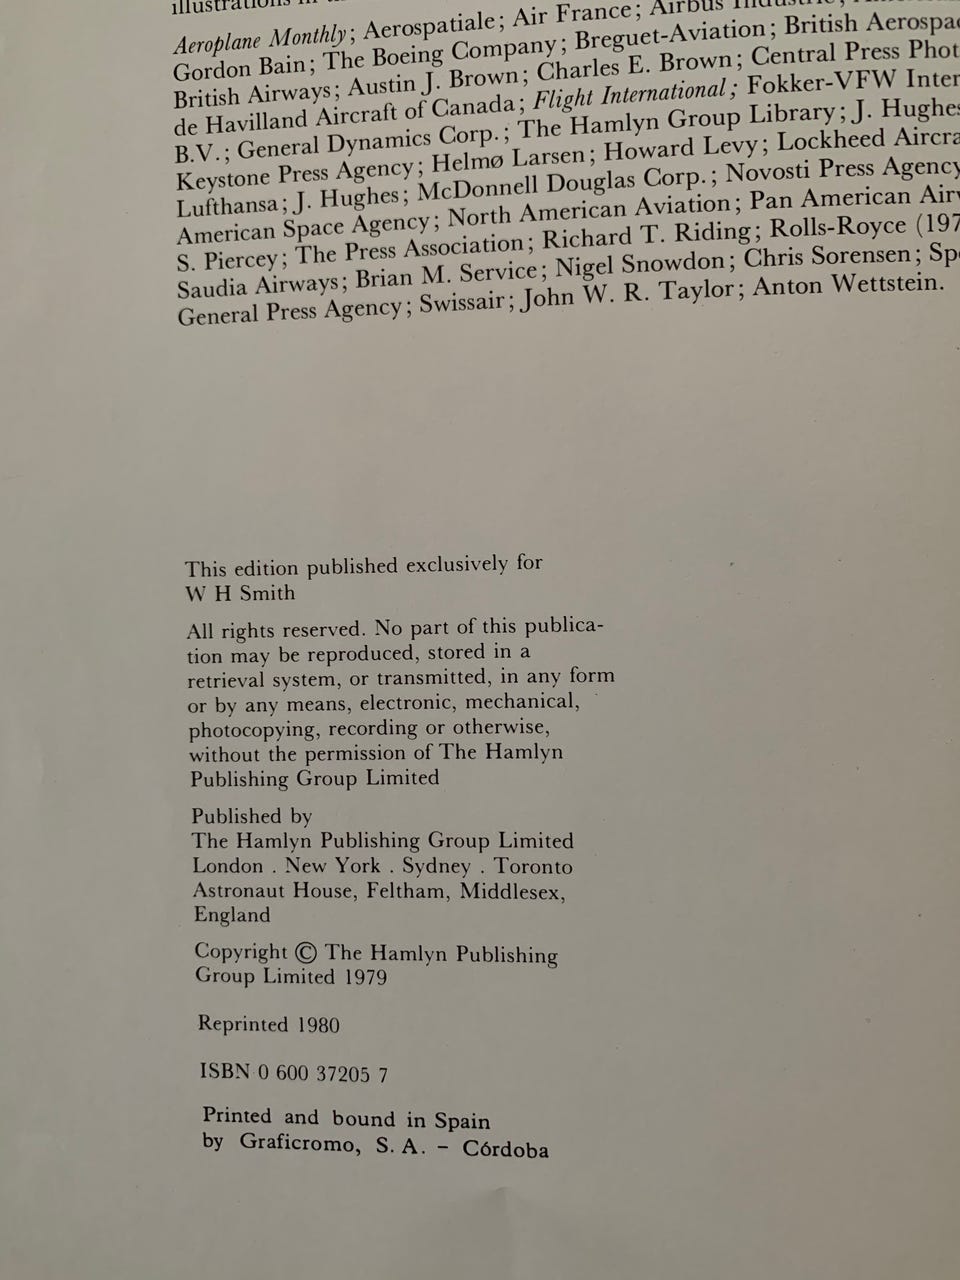 illustrations in
Aeroplane Monthly; Aerospatiale; Air France; Airbus
Gordon Bain; The Boeing Company; Breguet-Aviation; British
British Airways; Austin J. Brown; Charles E. Brown; Central Press
de Havilland Aircraft of Canada; Flight International; Fokker-VFW
B.V.; General Dynamics Corp.; The Hamlyn Group Library; J.
Keystone Press Agency; Helmø Larsen; Howard Levy; Lockheed
Lufthansa; J. Hughes; McDonnell Douglas Corp.; Novosti Press Agency
American Space Agency; North American Aviation; Pan American
S. Piercey; The Press Association; Richard T. Riding; Rolls-Royce (197
Saudia Airways; Brian M. Service; Nigel Snowdon; Chris Sorensen;
General Press Agency; Swissair; John W. R. Taylor; Anton Wettstein.
This edition published exclusively for
W H Smith
All rights reserved. No part of this publica-
tion may be reproduced, stored in a
retrieval system, or transmitted, in any form
or by any means, electronic, mechanical,
photocopying, recording or otherwise,
without the permission of The Hamlyn
Publishing Group Limited
Published by
The Hamlyn Publishing Group Limited
London . New York . Sydney . Toronto
Astronaut House, Feltham, Middlesex,
England
Copyright © The Hamlyn Publishing
Group Limited 1979
Reprinted 1980
ISBN 0 600 37205 7
Printed and bound in Spain
by Graficromo, S. A. – Córdoba